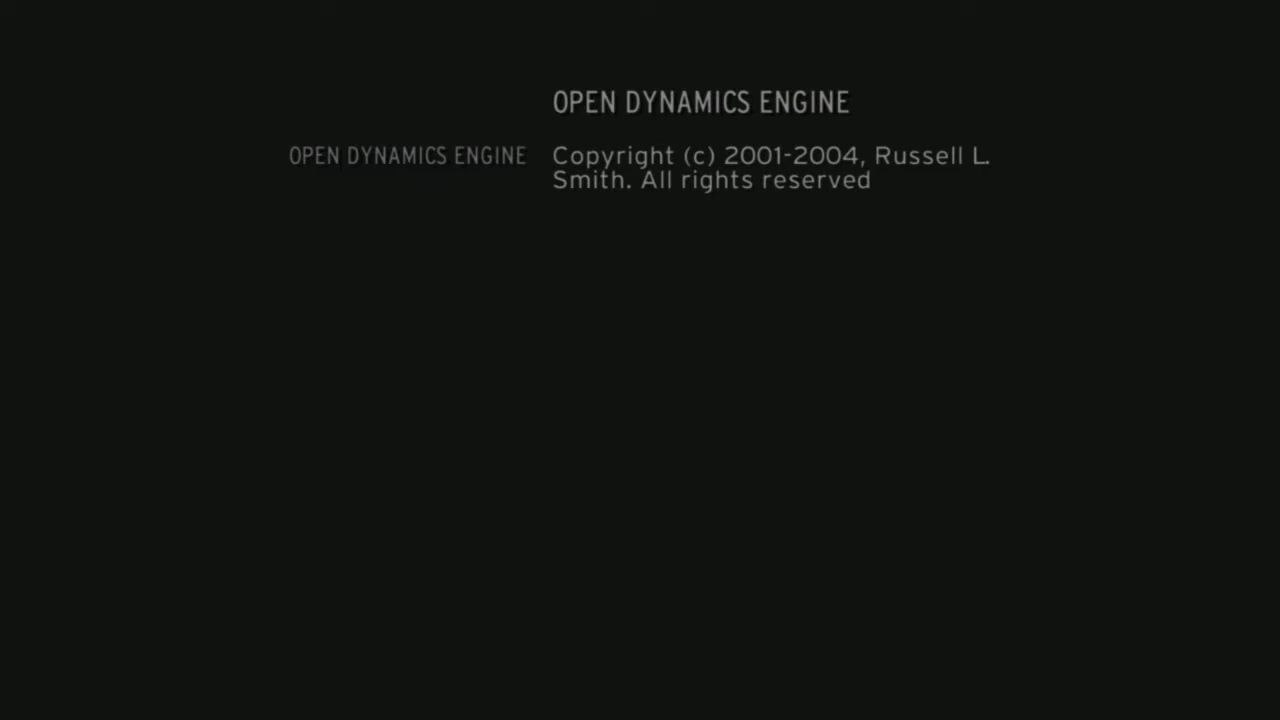 OPEN DYNAMICS ENGINE
OPEN DYNAMICS ENGINE Copyright (c) 2001-2004, Russell L.
Smith. All rights reserved